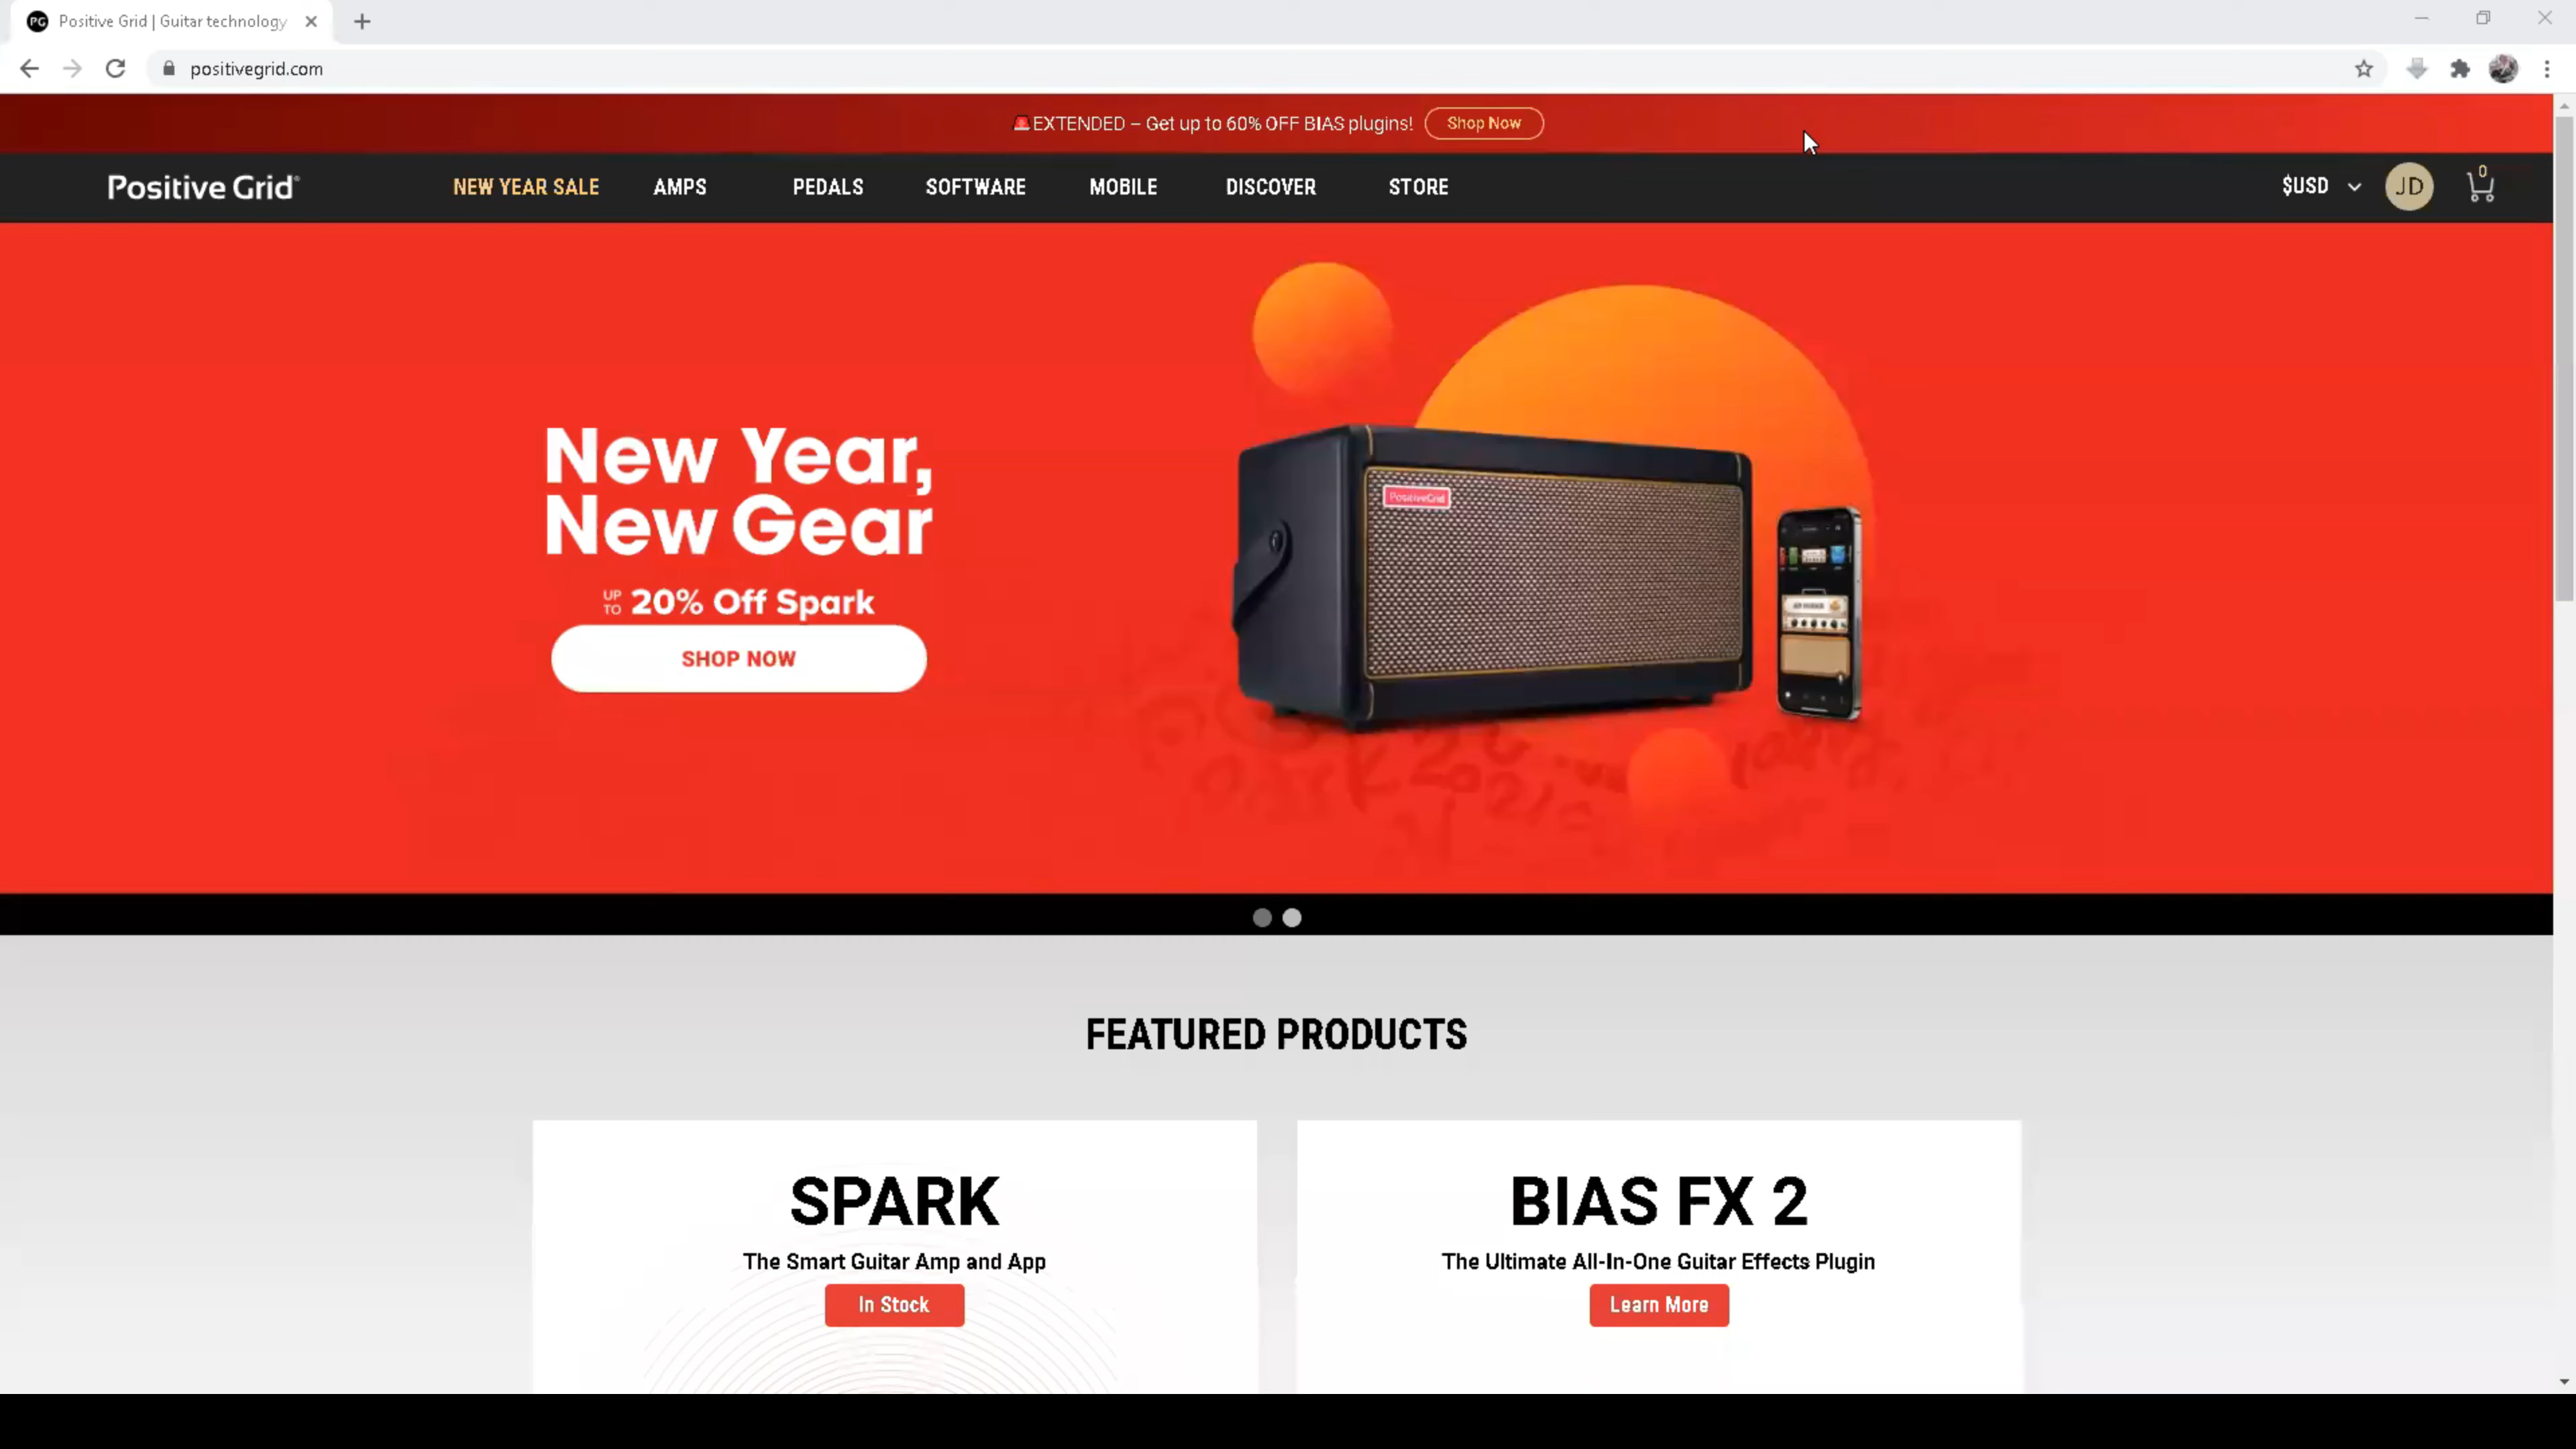 Positive Grid | Guitar technology
positivegrid.com
EXTENDED – Get up to 60% OFF BIAS plugins! Shop Now
Positive Grid® NEW YEAR SALE AMPS PEDALS SOFTWARE MOBILE DISCOVER STORE $USD JD 0
New Year,
New Gear
UP TO 20% Off Spark
SHOP NOW
PositiveGrid
FEATURED PRODUCTS
SPARK
The Smart Guitar Amp and App
In Stock
BIAS FX 2
The Ultimate All-In-One Guitar Effects Plugin
Learn More